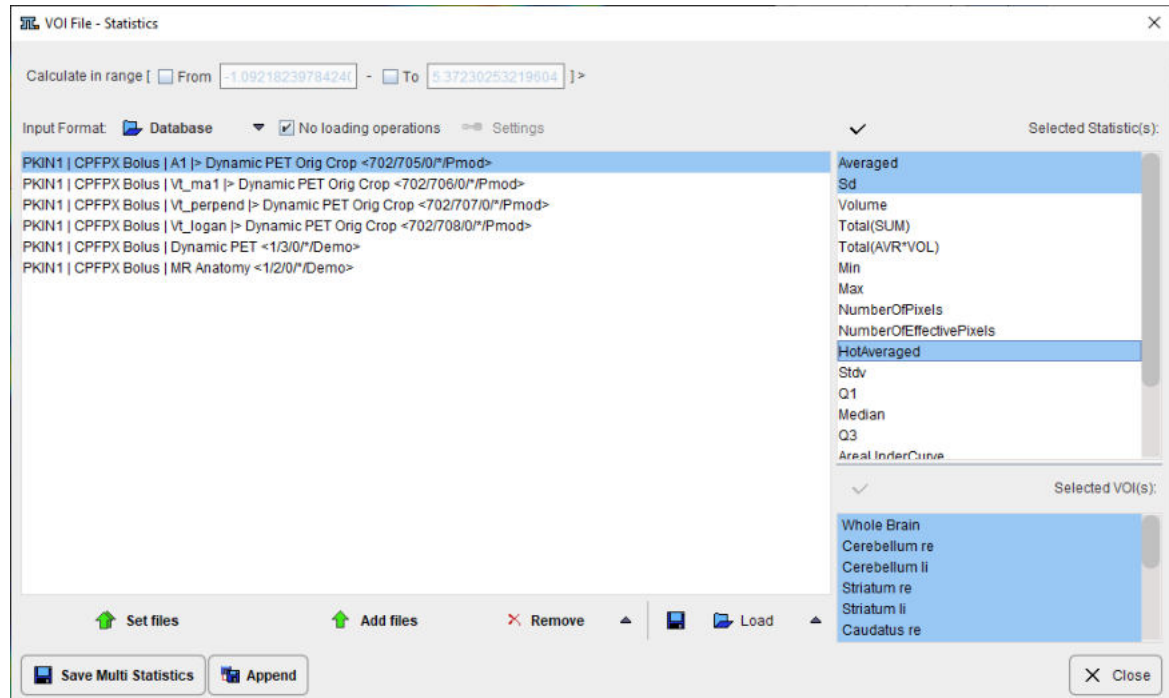 VOI File - Statistics
Calculate in range [ From -1.0921823978424( - To 5.37230253219604 ] >
Input Format: Database No loading operations Settings
Selected Statistic(s):
PKIN1 | CPFPX Bolus | A1 |> Dynamic PET Orig Crop <702/705/0/*/Pmod>
PKIN1 | CPFPX Bolus | Vt_ma1 |> Dynamic PET Orig Crop <702/706/0/*/Pmod>
PKIN1 | CPFPX Bolus | Vt_perpend |> Dynamic PET Orig Crop <702/707/0/*/Pmod>
PKIN1 | CPFPX Bolus | Vt_logan |> Dynamic PET Orig Crop <702/708/0/*/Pmod>
PKIN1 | CPFPX Bolus | Dynamic PET <1/3/0/*/Demo>
PKIN1 | CPFPX Bolus | MR Anatomy <1/2/0/*/Demo>
Averaged
Sd
Volume
Total(SUM)
Total(AVR*VOL)
Min
Max
NumberOfPixels
NumberOfEffectivePixels
HotAveraged
Stdv
Q1
Median
Q3
AreaUnderCurve
Selected VOI(s):
Whole Brain
Cerebellum re
Cerebellum li
Striatum re
Striatum li
Caudatus re
Set files Add files Remove Load
Save Multi Statistics Append Close